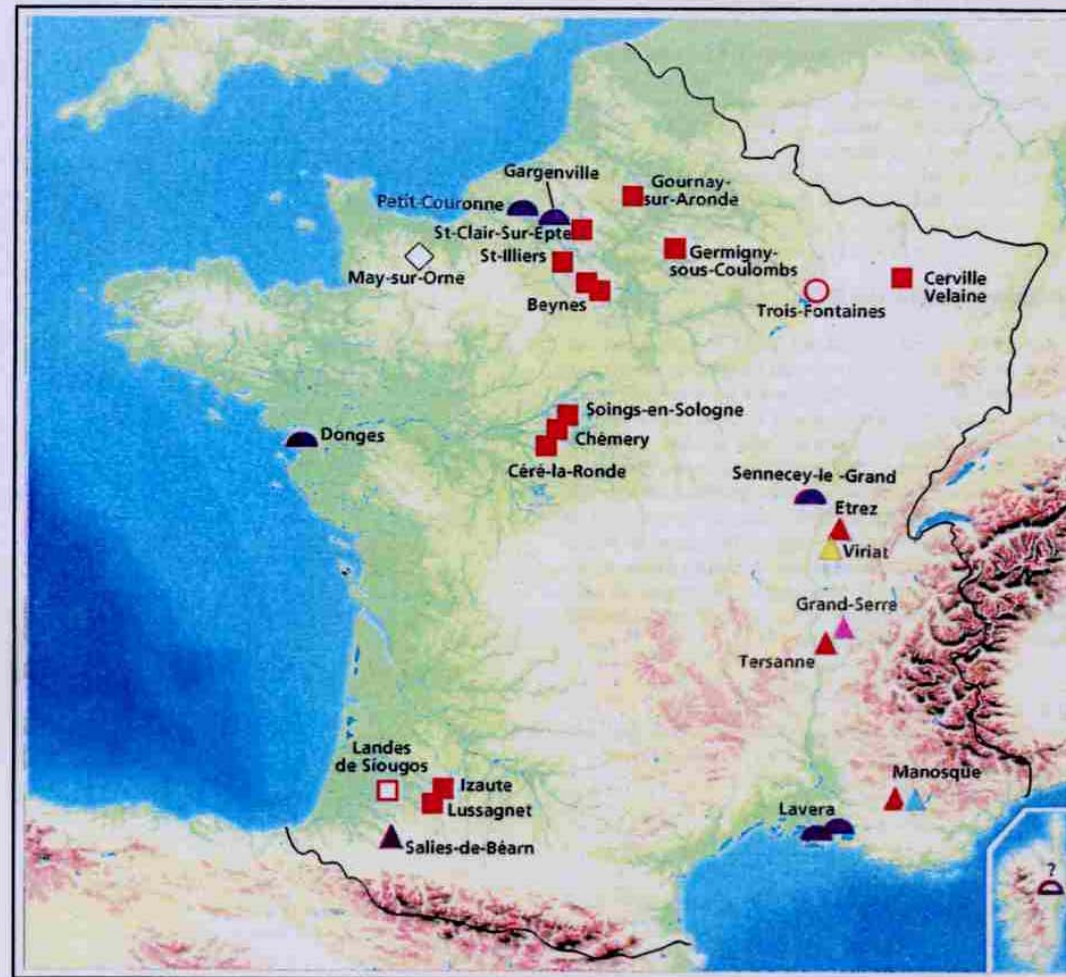 Gargenville
Gournay-
sur-Aronde
Petit-Couronne
St-Clair-Sur-Epte
St-Illiers
Germigny-
sous-Coulombs
May-sur-Orne
Beynes
Trois-Fontaines
Cerville
Velaine
Soings-en-Sologne
Chémery
Céré-la-Ronde
Donges
Sennecey-le -Grand
Etrez
Viriat
Grand-Serre
Tersanne
Landes
de Siougos
Izaute
Lussagnet
Salies-de-Béarn
Manosque
Lavera
?